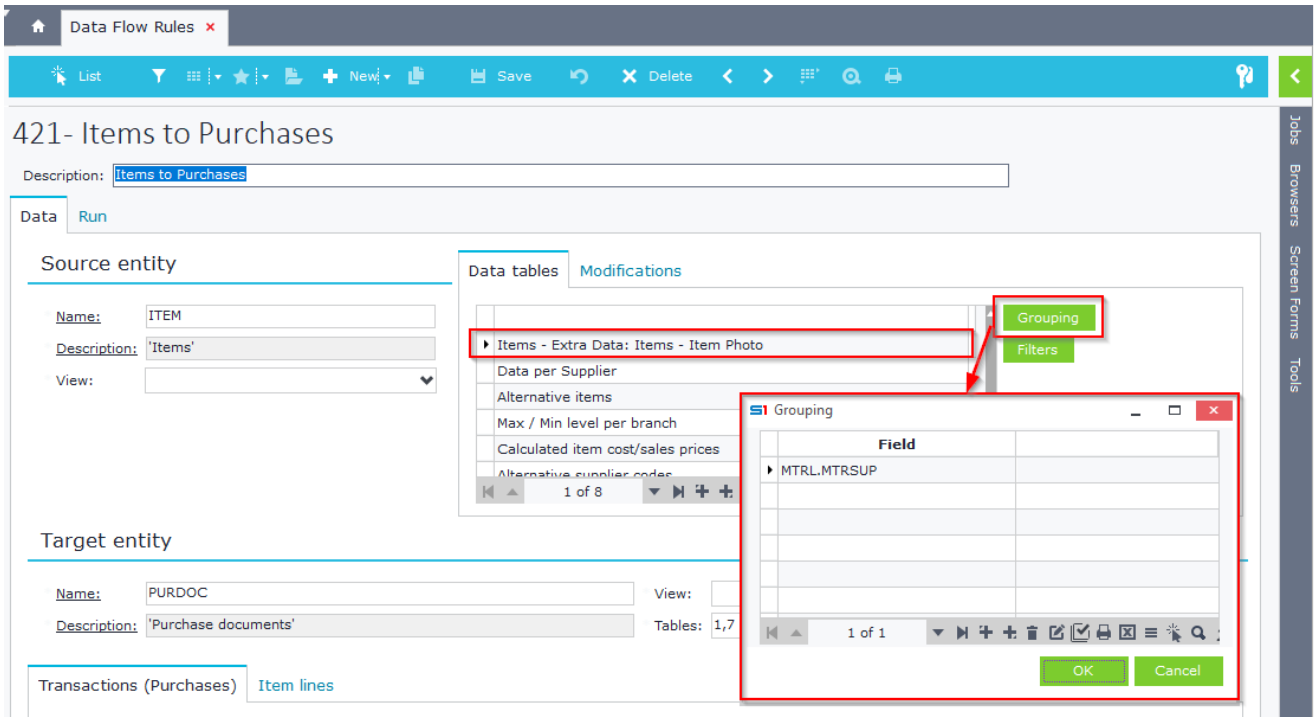 Data Flow Rules ×
List New Save Delete
421- Items to Purchases
Description: Items to Purchases
Data Run
Source entity
Name: ITEM
Description: 'Items'
View:
Data tables Modifications
Items - Extra Data: Items - Item Photo
Data per Supplier
Alternative items
Max / Min level per branch
Calculated item cost/sales prices
Alternative supplier codes
1 of 8
Grouping
Filters
S1 Grouping
Field
MTRL.MTRSUP
1 of 1
OK Cancel
Target entity
Name: PURDOC
Description: 'Purchase documents'
View:
Tables: 1,7
Transactions (Purchases) Item lines
Jobs
Browsers
Screen Forms
Tools